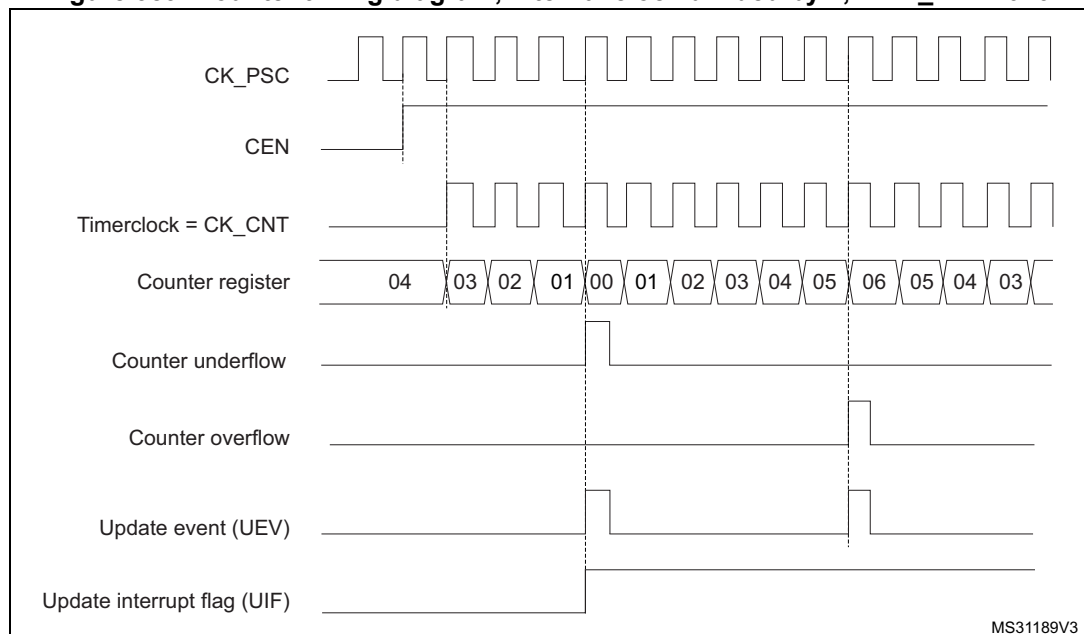 CK_PSC
CEN
Timerclock = CK_CNT
Counter register 04 03 02 01 00 01 02 03 04 05 06 05 04 03
Counter underflow
Counter overflow
Update event (UEV)
Update interrupt flag (UIF)
MS31189V3